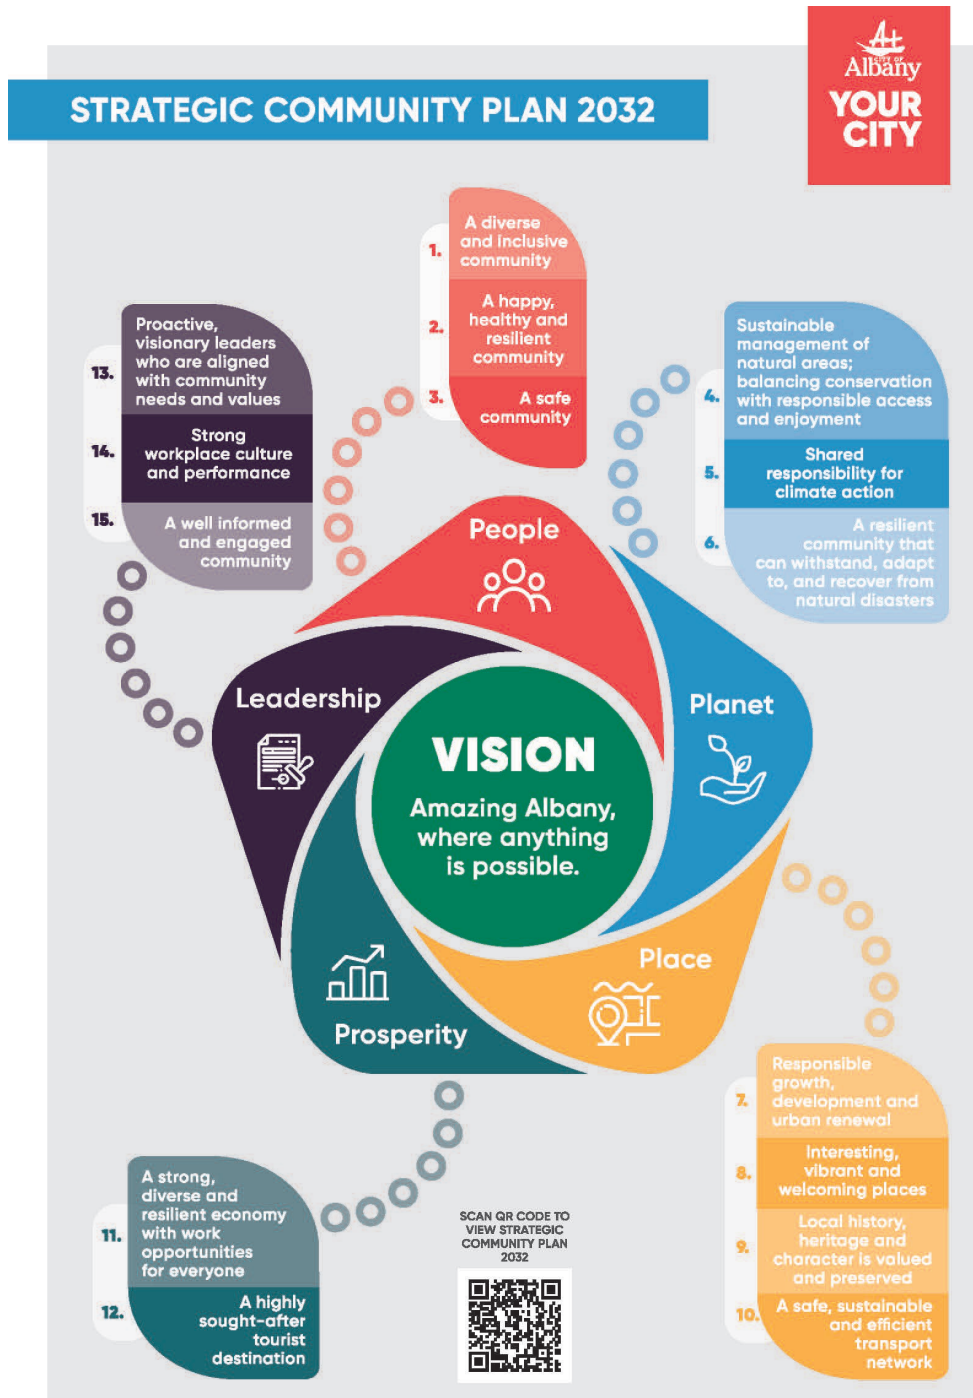 CITY OF
Albany
YOUR
CITY
STRATEGIC COMMUNITY PLAN 2032
1.
A diverse
and inclusive
community
2.
A happy,
healthy and
resilient
community
3.
A safe
community
13.
Proactive,
visionary leaders
who are aligned
with community
needs and values
14.
Strong
workplace culture
and performance
15.
A well informed
and engaged
community
4.
Sustainable
management of
natural areas;
balancing conservation
with responsible access
and enjoyment
5.
Shared
responsibility for
climate action
6.
A resilient
community that
can withstand, adapt
to, and recover from
natural disasters
People
Leadership
Planet
VISION
Amazing Albany,
where anything
is possible.
Place
Prosperity
7.
Responsible
growth,
development and
urban renewal
8.
Interesting,
vibrant and
welcoming places
9.
Local history,
heritage and
character is valued
and preserved
10.
A safe, sustainable
and efficient
transport
network
11.
A strong,
diverse and
resilient economy
with work
opportunities
for everyone
12.
A highly
sought-after
tourist
destination
SCAN QR CODE TO
VIEW STRATEGIC
COMMUNITY PLAN
2032